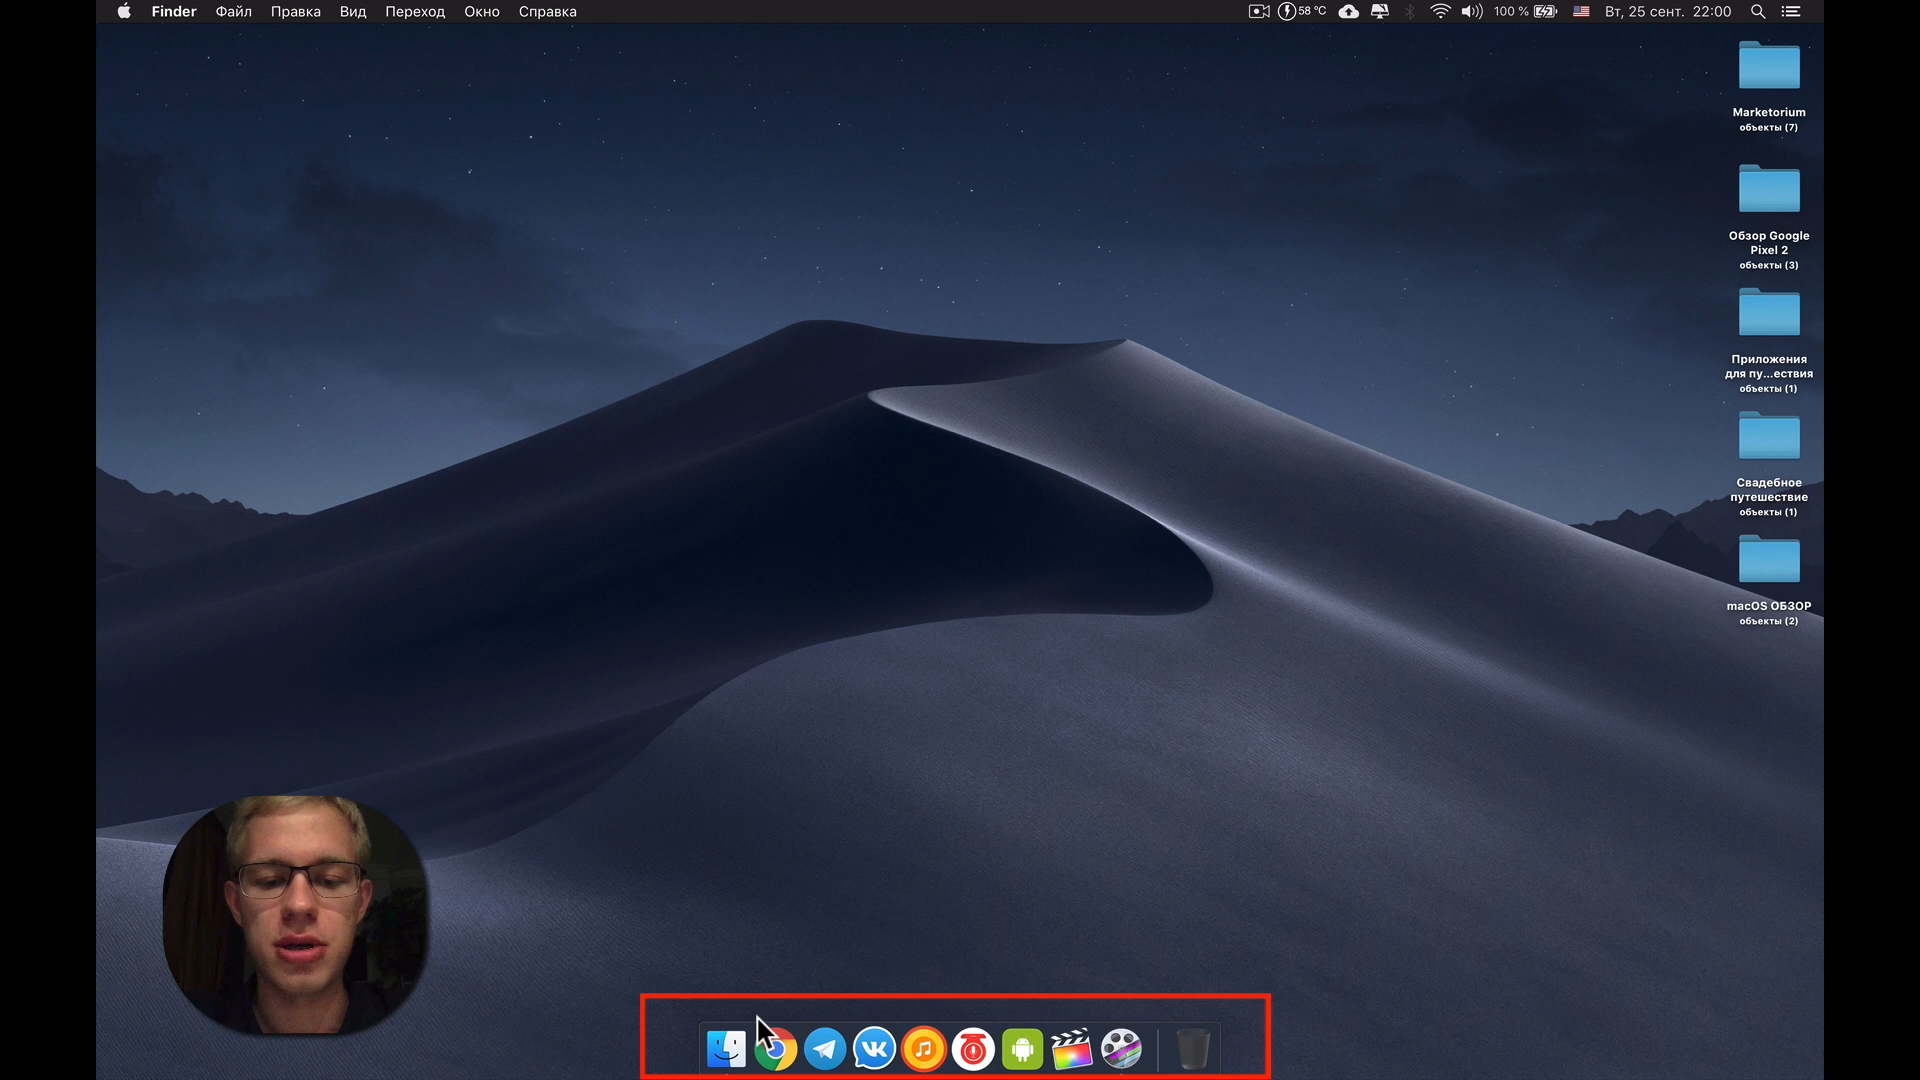 Finder Файл Правка Вид Переход Окно Справка 58 °C 100 % Вт, 25 сент. 22:00
Marketorium
объекты (7)
Обзор Google
Pixel 2
объекты (3)
Приложения
для пу...ествия
объекты (1)
Свадебное
путешествие
объекты (1)
macOS ОБЗОР
объекты (2)